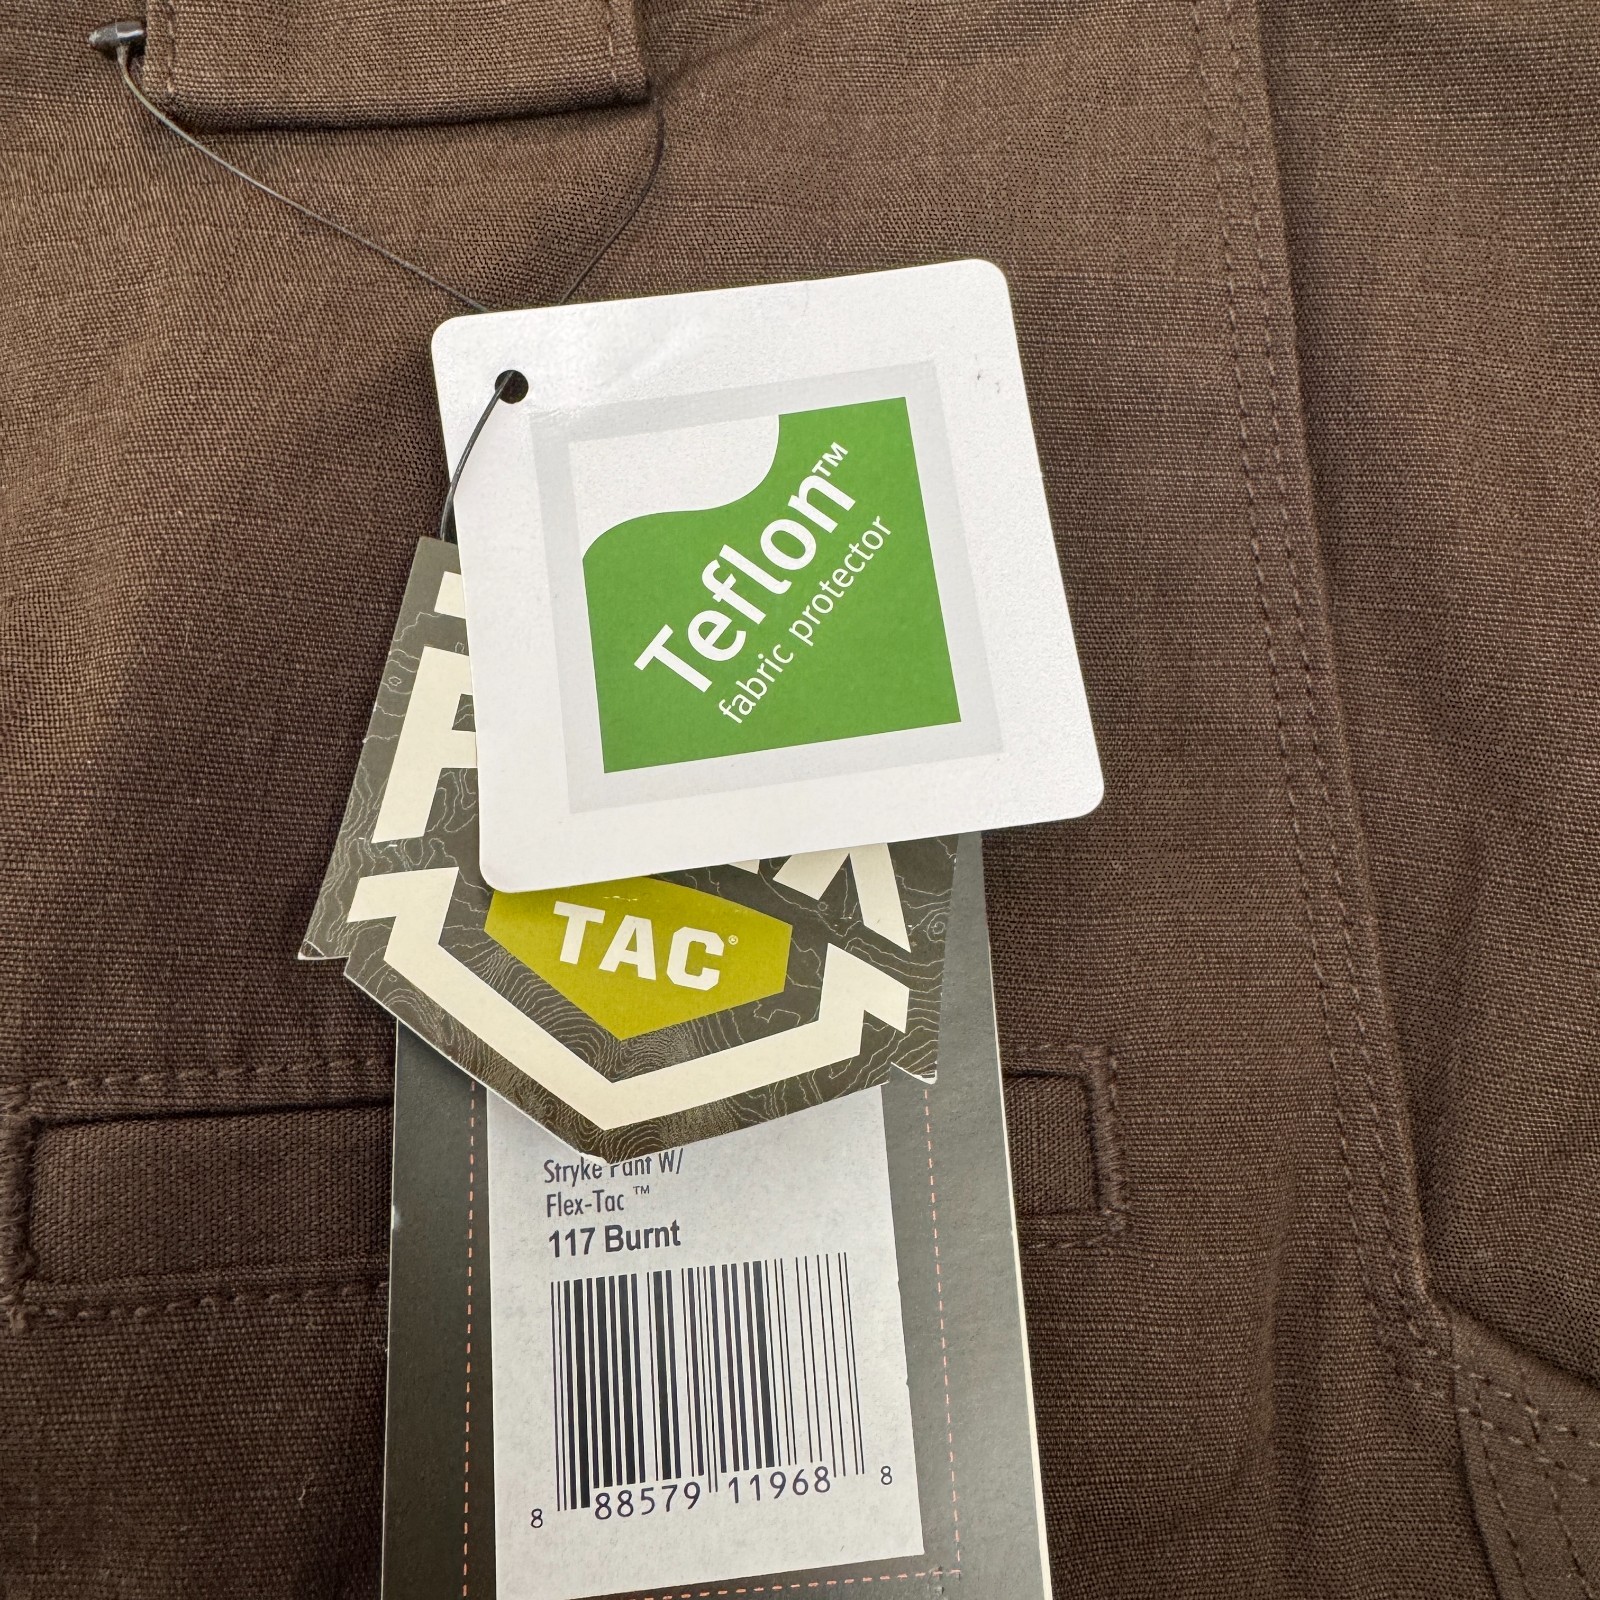 Teflon™
fabric protector
TAC®
Stryke Pant W/
Flex-Tac ™
117 Burnt
8 88579 11968 8